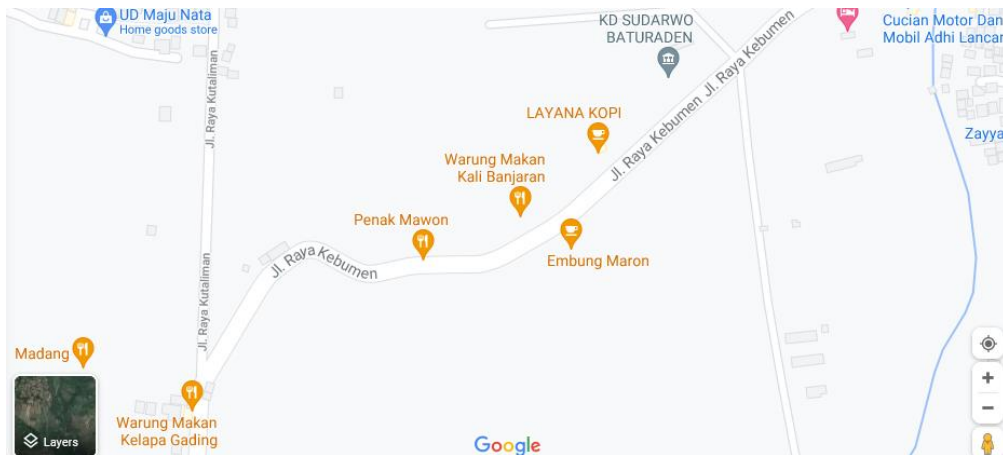 UD Maju Nata
Home goods store
KD SUDARWO
BATURADEN
Cucian Motor Dan
Mobil Adhi Lancar
Jl. Raya Kutaliman
Jl. Raya Kebumen
LAYANA KOPI
Jl. Raya Kebumen
Zayya
Warung Makan
Kali Banjaran
Penak Mawon
Embung Maron
Jl. Raya Kebumen
Jl. Raya Kutaliman
Madang
Warung Makan
Kelapa Gading
Layers
Google